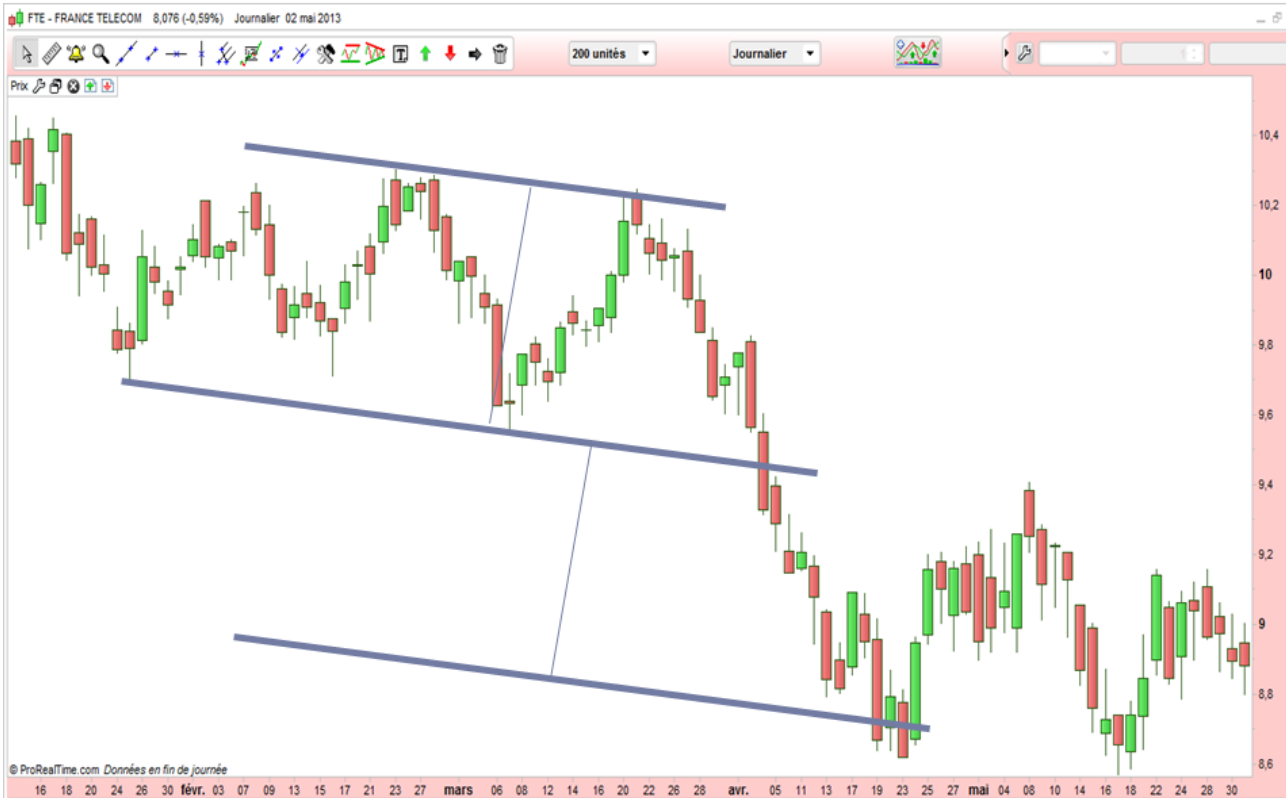 FTE - FRANCE TELECOM 8,076 (-0,59%) Journalier 02 mai 2013
200 unités Journalier
Prix
10,4
10,2
10
9,8
9,6
9,4
9,2
9
8,8
8,6
© ProRealTime.com Données en fin de journée
16 18 20 24 26 30 févr. 03 07 09 13 15 17 21 23 27 mars 06 08 12 14 16 20 22 26 28 avr. 05 11 13 17 19 23 25 27 mai 04 08 10 14 16 18 22 24 28 30